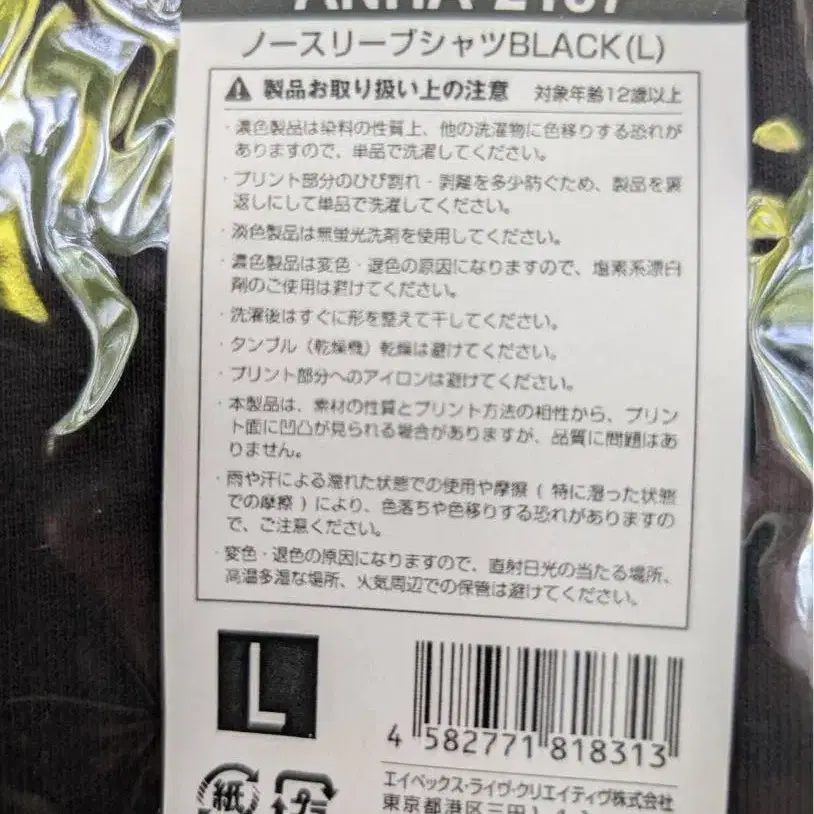 ノースリーブシャツBLACK(L)
製品お取り扱い上の注意 対象年齢12歳以上
・濃色製品は染料の性質上、他の洗濯物に色移りする恐れが
ありますので、単品で洗濯してください。
・プリント部分のひび割れ・剥離を多少防ぐため、製品を裏
返しにして単品で洗濯してください。
・淡色製品は無蛍光洗剤を使用してください。
・濃色製品は変色・退色の原因になりますので、塩素系漂白
剤のご使用は避けてください。
・洗濯後はすぐに形を整えて干してください。
・タンブル（乾燥機）乾燥は避けてください。
・プリント部分へのアイロンは避けてください。
・本製品は、素材の性質とプリント方法の相性から、プリン
ト面に凹凸が見られる場合がありますが、品質に問題はあ
りません。
・雨や汗による濡れた状態での使用や摩擦 ( 特に湿った状態
での摩擦 ) により、色落ちや色移りする恐れがありますの
で、ご注意ください。
・変色・退色の原因になりますので、直射日光の当たる場所、
高温多湿な場所、火気周辺での保管は避けてください。
L
4 582771 818313
エイベックス・ライヴ・クリエイティヴ株式会社
紙 プラ
東京都港区三田